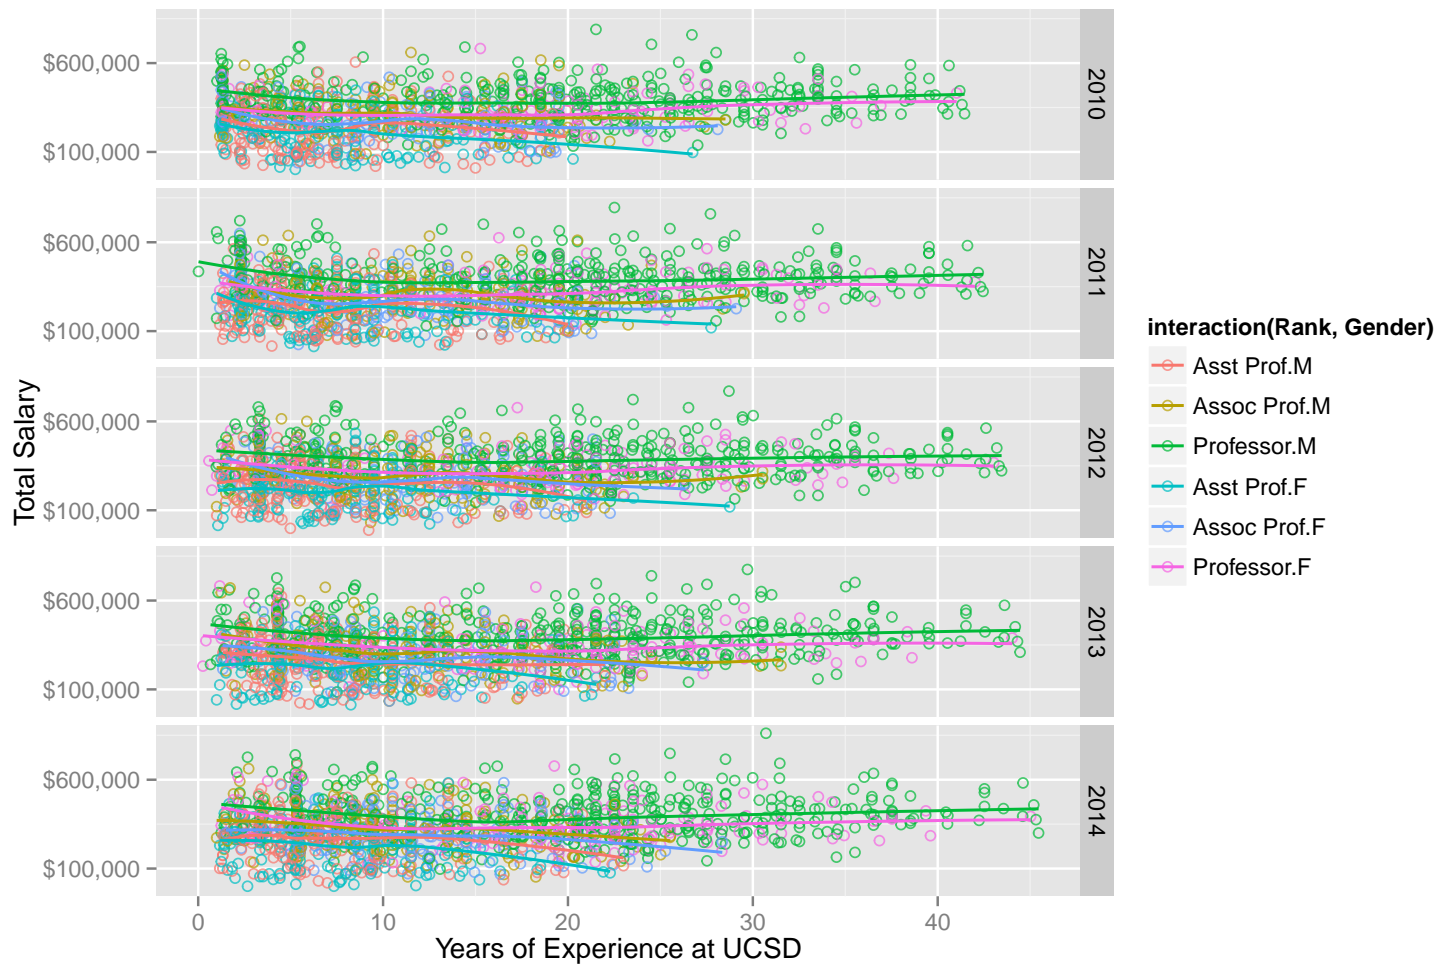 $600,000
$100,000
2010
$600,000
$100,000
2011
$600,000
$100,000
2012
$600,000
$100,000
2013
$600,000
$100,000
2014
Total Salary
0 10 20 30 40
Years of Experience at UCSD
interaction(Rank, Gender)
Asst Prof.M
Assoc Prof.M
Professor.M
Asst Prof.F
Assoc Prof.F
Professor.F